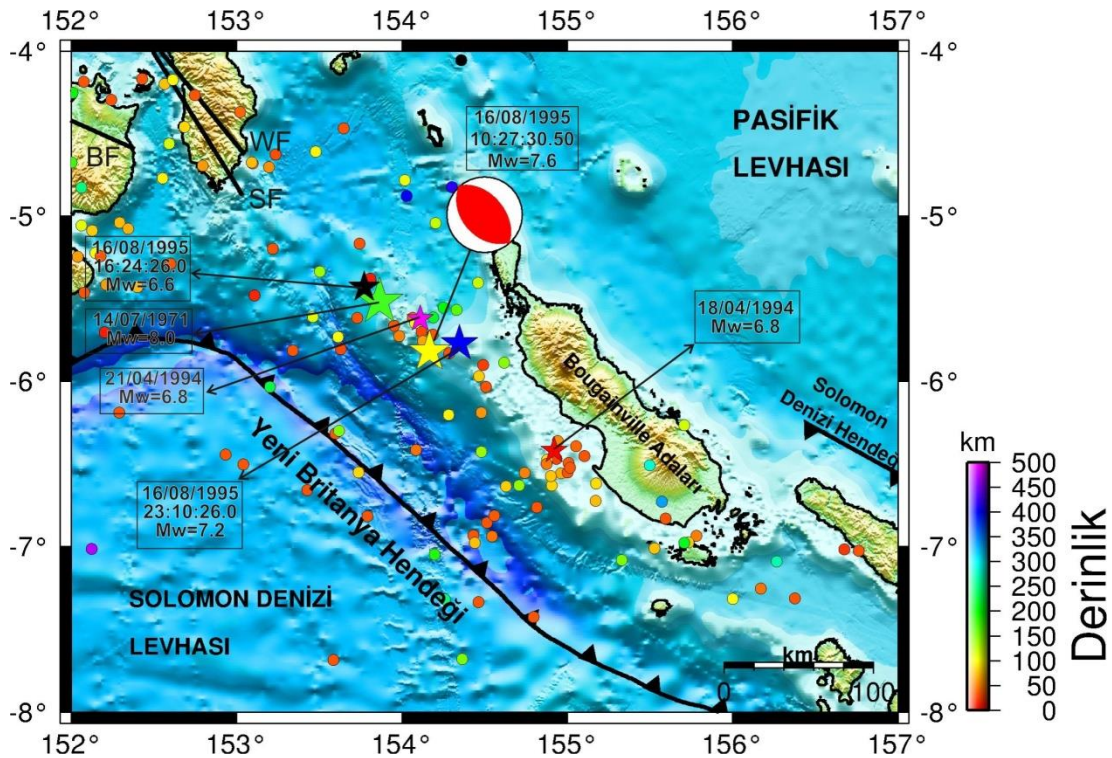 152° 153° 154° 155° 156° 157°
-4° -4°
16/08/1995
10:27:30.50
Mw=7.6
PASİFİK
LEVHASI
WF
BF
SF
-5° -5°
16/08/1995
16:24:26.0
Mw=6.6
18/04/1994
Mw=6.8
14/07/1971
Mw=8.0
-6° -6°
21/04/1994
Mw=6.8
Bougainville Adaları
Solomon
Denizi Hendeğ
Yeni Britanya Hendeği
16/08/1995
23:10:26.0
Mw=7.2
-7° -7°
SOLOMON DENİZİ
LEVHASI
km
0 100
-8° -8°
152° 153° 154° 155° 156° 157°
km
500
450
400
350
300
250
200
150
100
50
0
Derinlik